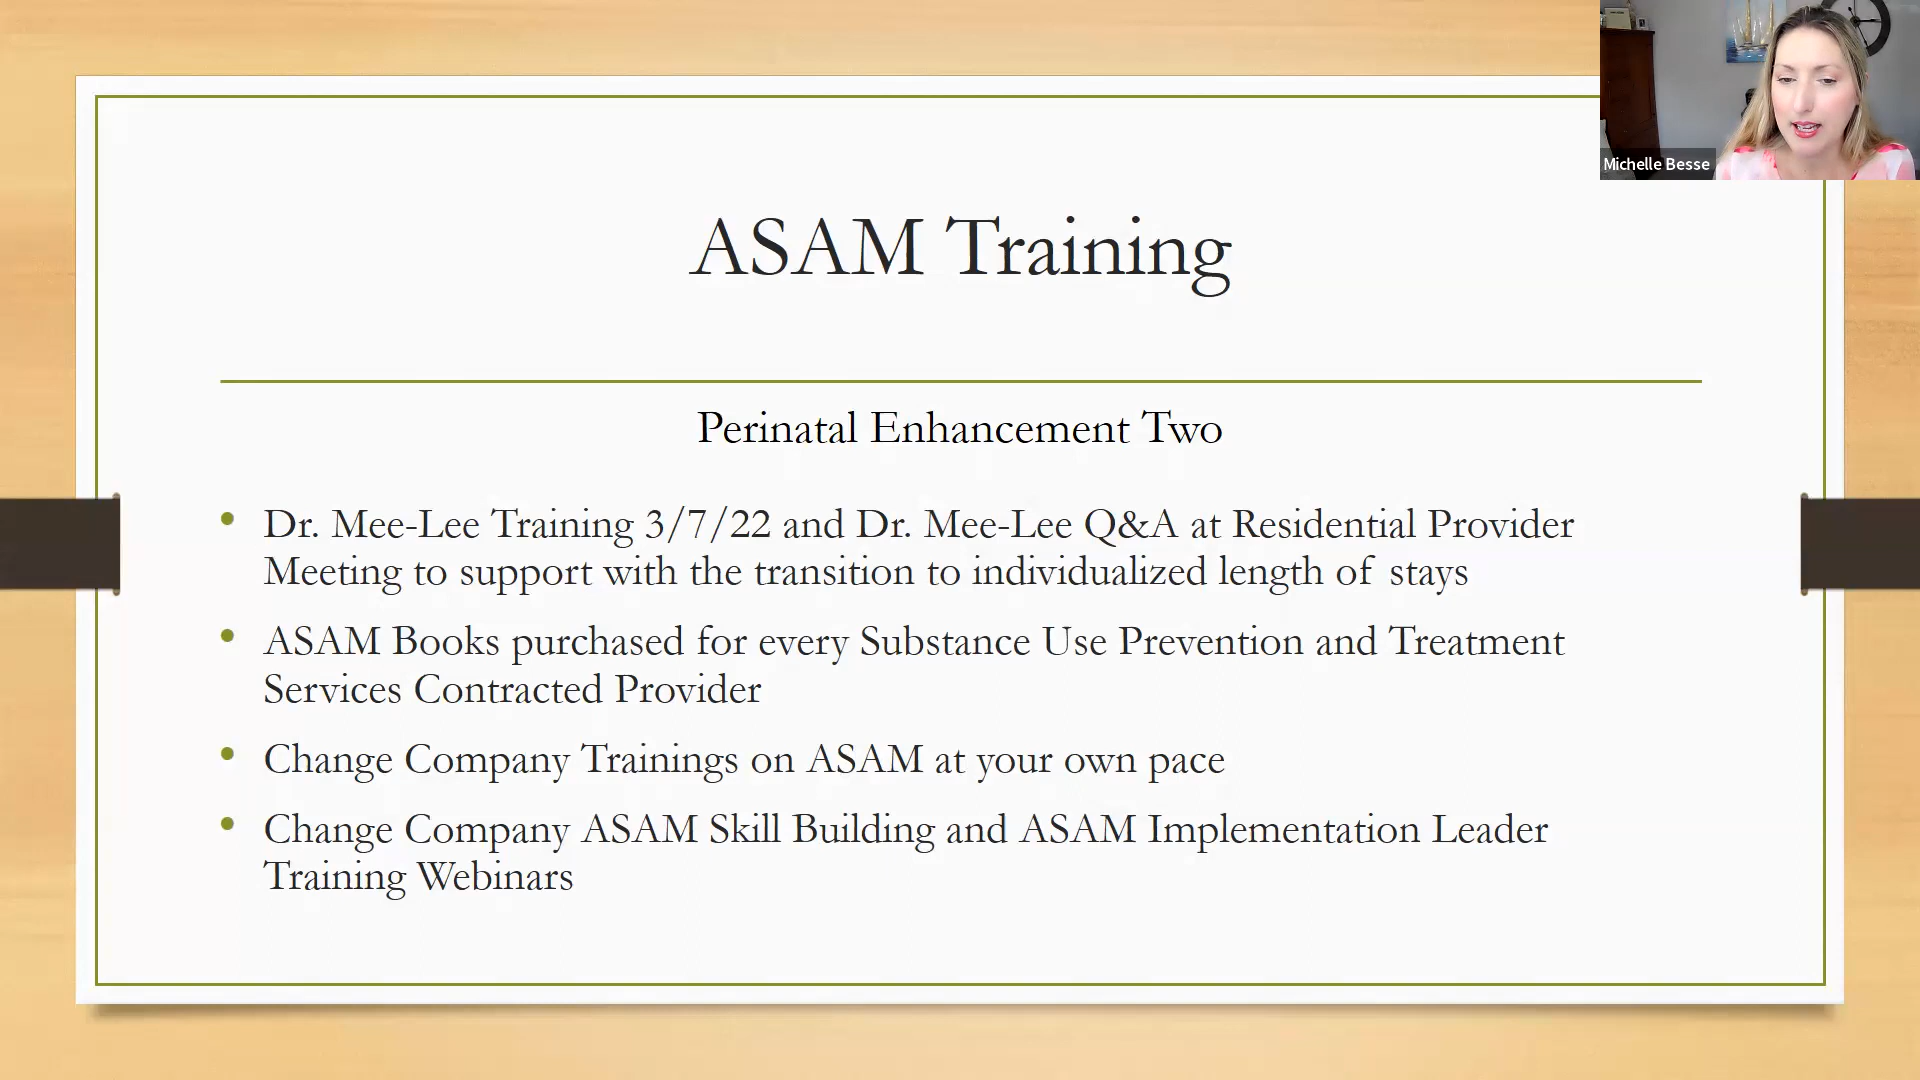 Michelle Besse
ASAM Training
Perinatal Enhancement Two
• Dr. Mee-Lee Training 3/7/22 and Dr. Mee-Lee Q&A at Residential Provider
Meeting to support with the transition to individualized length of stays
• ASAM Books purchased for every Substance Use Prevention and Treatment
Services Contracted Provider
• Change Company Trainings on ASAM at your own pace
• Change Company ASAM Skill Building and ASAM Implementation Leader
Training Webinars